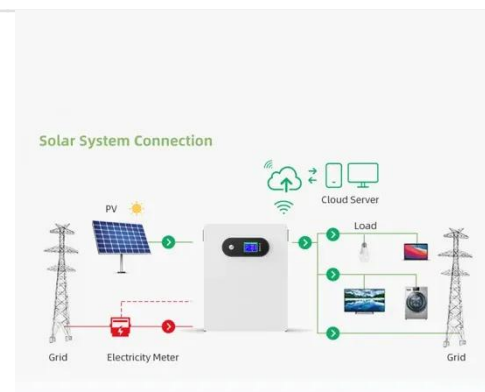 Solar System Connection
Cloud Server
PV
Load
Grid
Electricity Meter
Grid